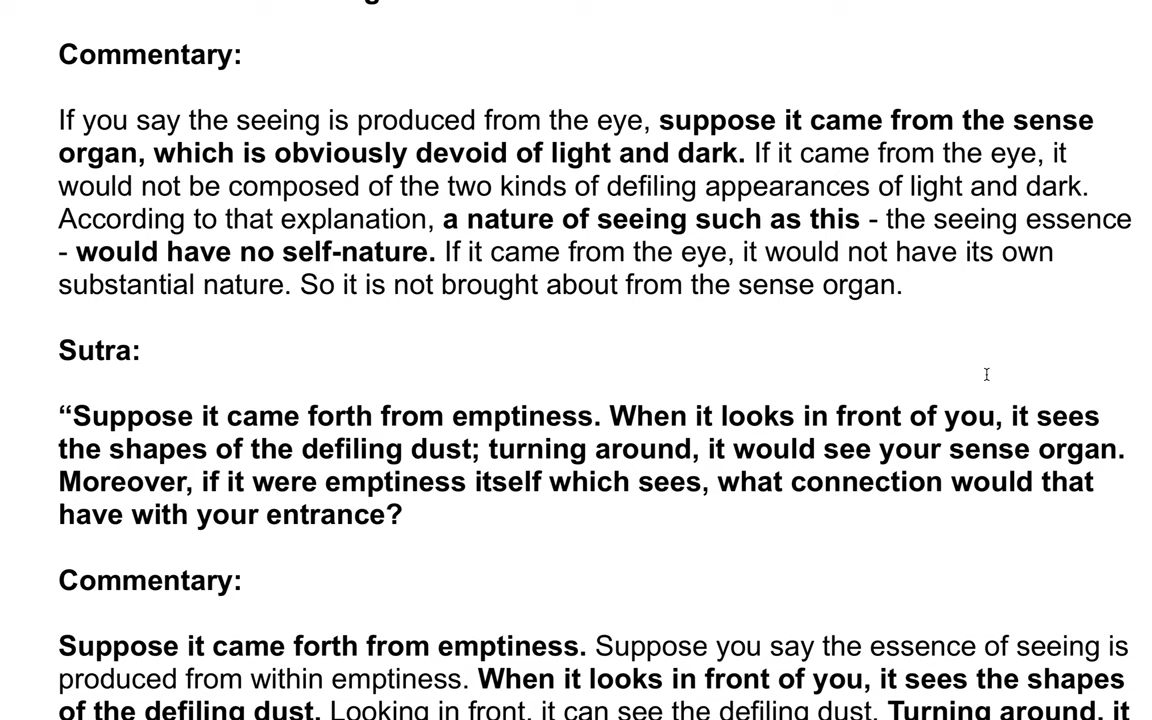 Commentary:
If you say the seeing is produced from the eye, suppose it came from the sense
organ, which is obviously devoid of light and dark. If it came from the eye, it
would not be composed of the two kinds of defiling appearances of light and dark.
According to that explanation, a nature of seeing such as this - the seeing essence
- would have no self-nature. If it came from the eye, it would not have its own
substantial nature. So it is not brought about from the sense organ.
Sutra:
“Suppose it came forth from emptiness. When it looks in front of you, it sees
the shapes of the defiling dust; turning around, it would see your sense organ.
Moreover, if it were emptiness itself which sees, what connection would that
have with your entrance?
Commentary:
Suppose it came forth from emptiness. Suppose you say the essence of seeing is
produced from within emptiness. When it looks in front of you, it sees the shapes
of the defiling dust. Looking in front, it can see the defiling dust. Turning around, it